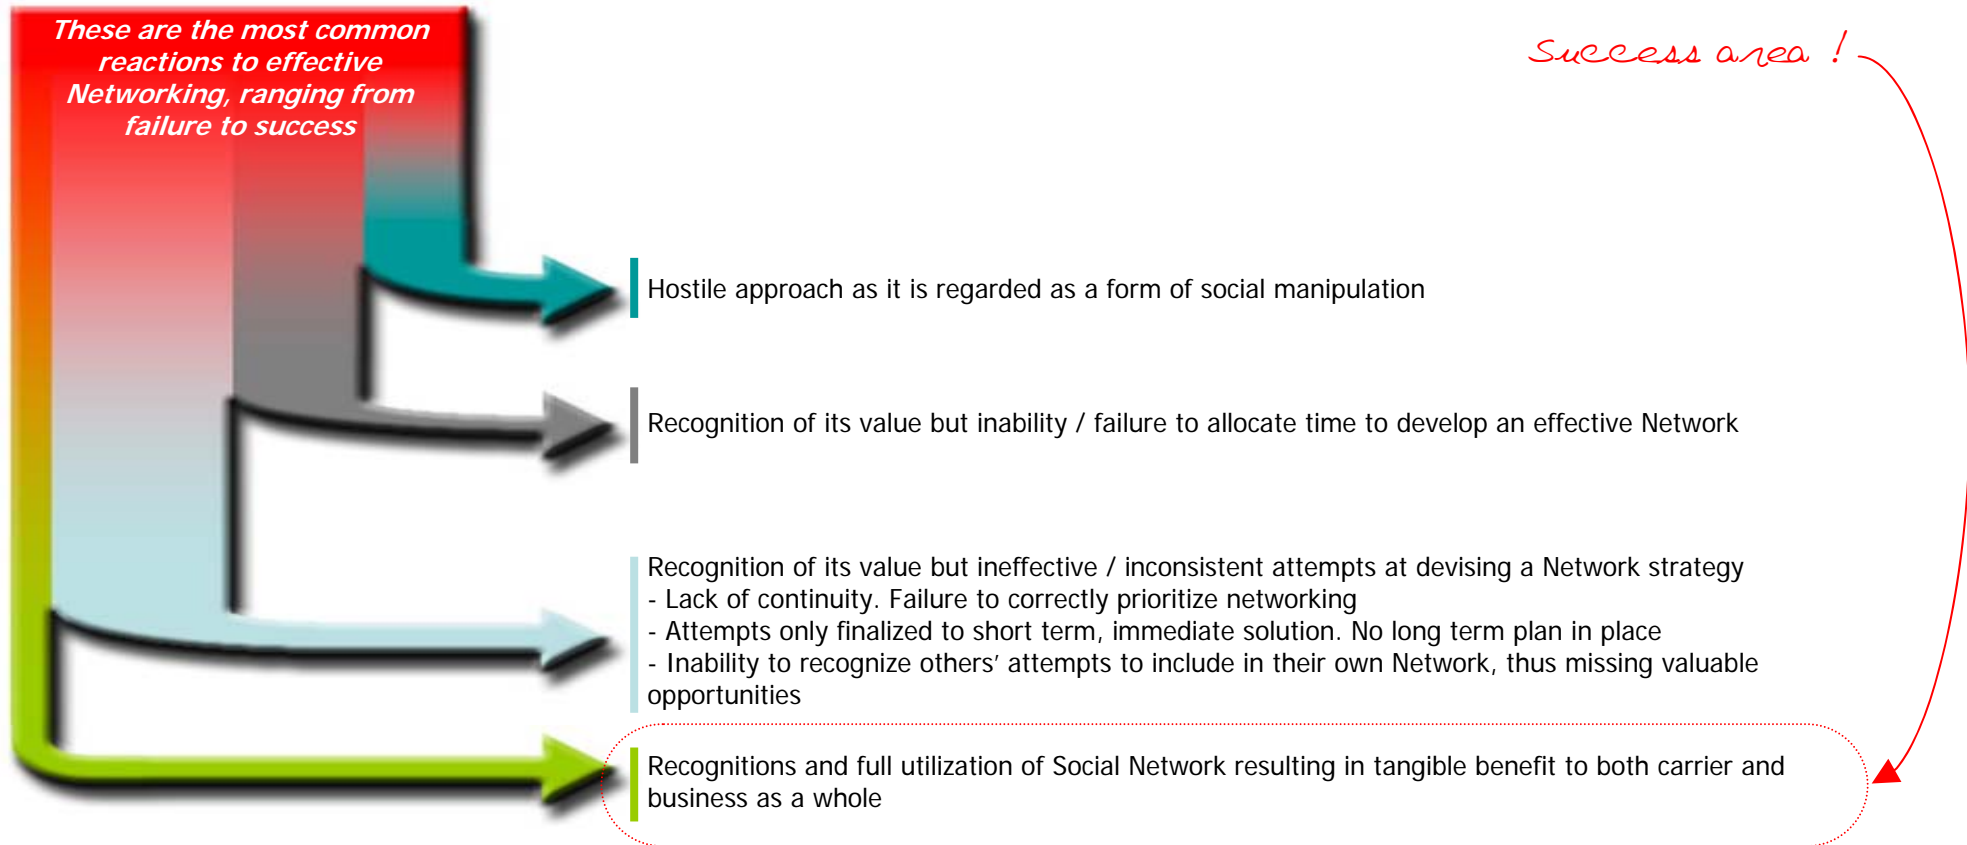 These are the most common
reactions to effective
Networking, ranging from
failure to success
Success area !
Hostile approach as it is regarded as a form of social manipulation
Recognition of its value but inability / failure to allocate time to develop an effective Network
Recognition of its value but ineffective / inconsistent attempts at devising a Network strategy
- Lack of continuity. Failure to correctly prioritize networking
- Attempts only finalized to short term, immediate solution. No long term plan in place
- Inability to recognize others’ attempts to include in their own Network, thus missing valuable
opportunities
Recognitions and full utilization of Social Network resulting in tangible benefit to both carrier and
business as a whole